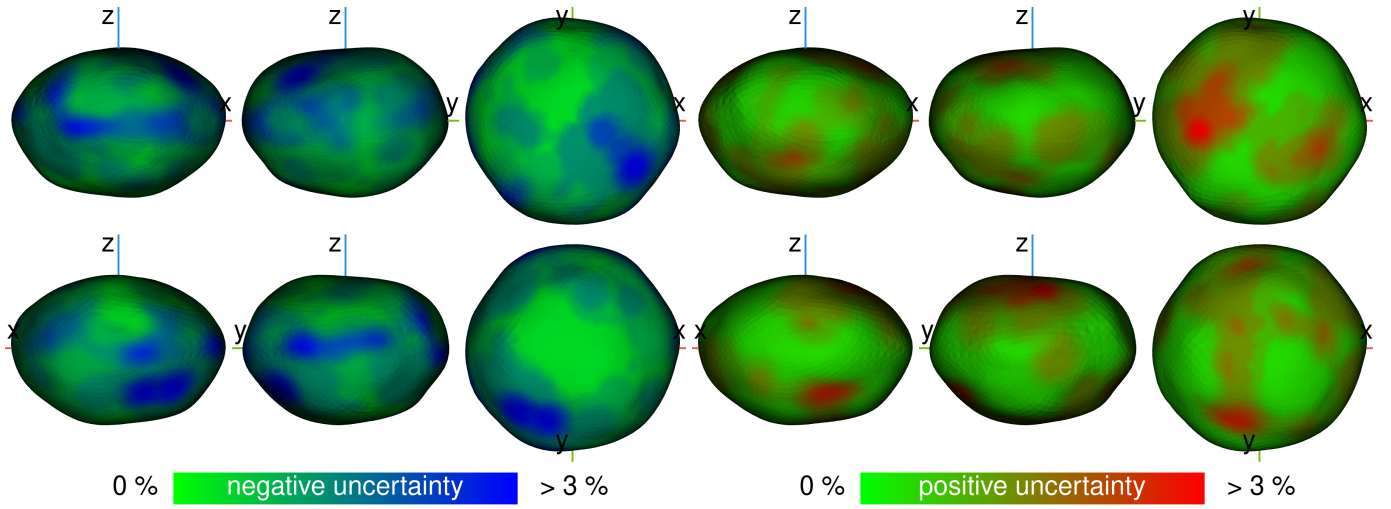 z z y z z y
x y x x y x
z z z z
x y x x y x
y y
0 % negative uncertainty > 3 % 0 % positive uncertainty > 3 %